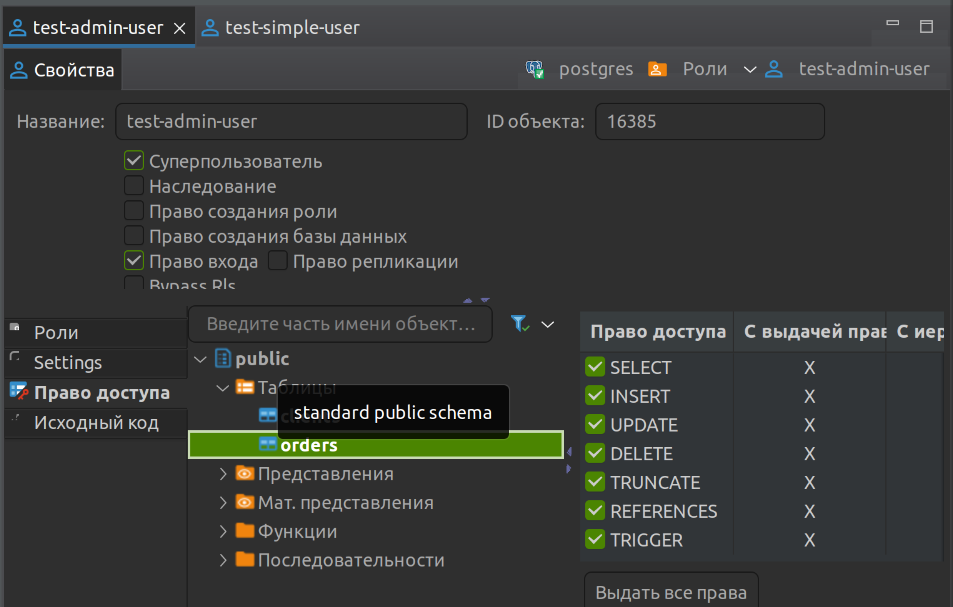 test-admin-user
test-simple-user
Свойства
postgres
Роли
test-admin-user
Название:
test-admin-user
ID объекта:
16385
Суперпользователь
Наследование
Право создания роли
Право создания базы данных
Право входа
Право репликации
Bypass Rls
Роли
Settings
Право доступа
Исходный код
Введите часть имени объект...
public
Таблицы
standard public schema
orders
Представления
Мат. представления
Функции
Последовательности
Право доступа
С выдачей прав
С иер
SELECT X
INSERT X
UPDATE X
DELETE X
TRUNCATE X
REFERENCES X
TRIGGER X
Выдать все права